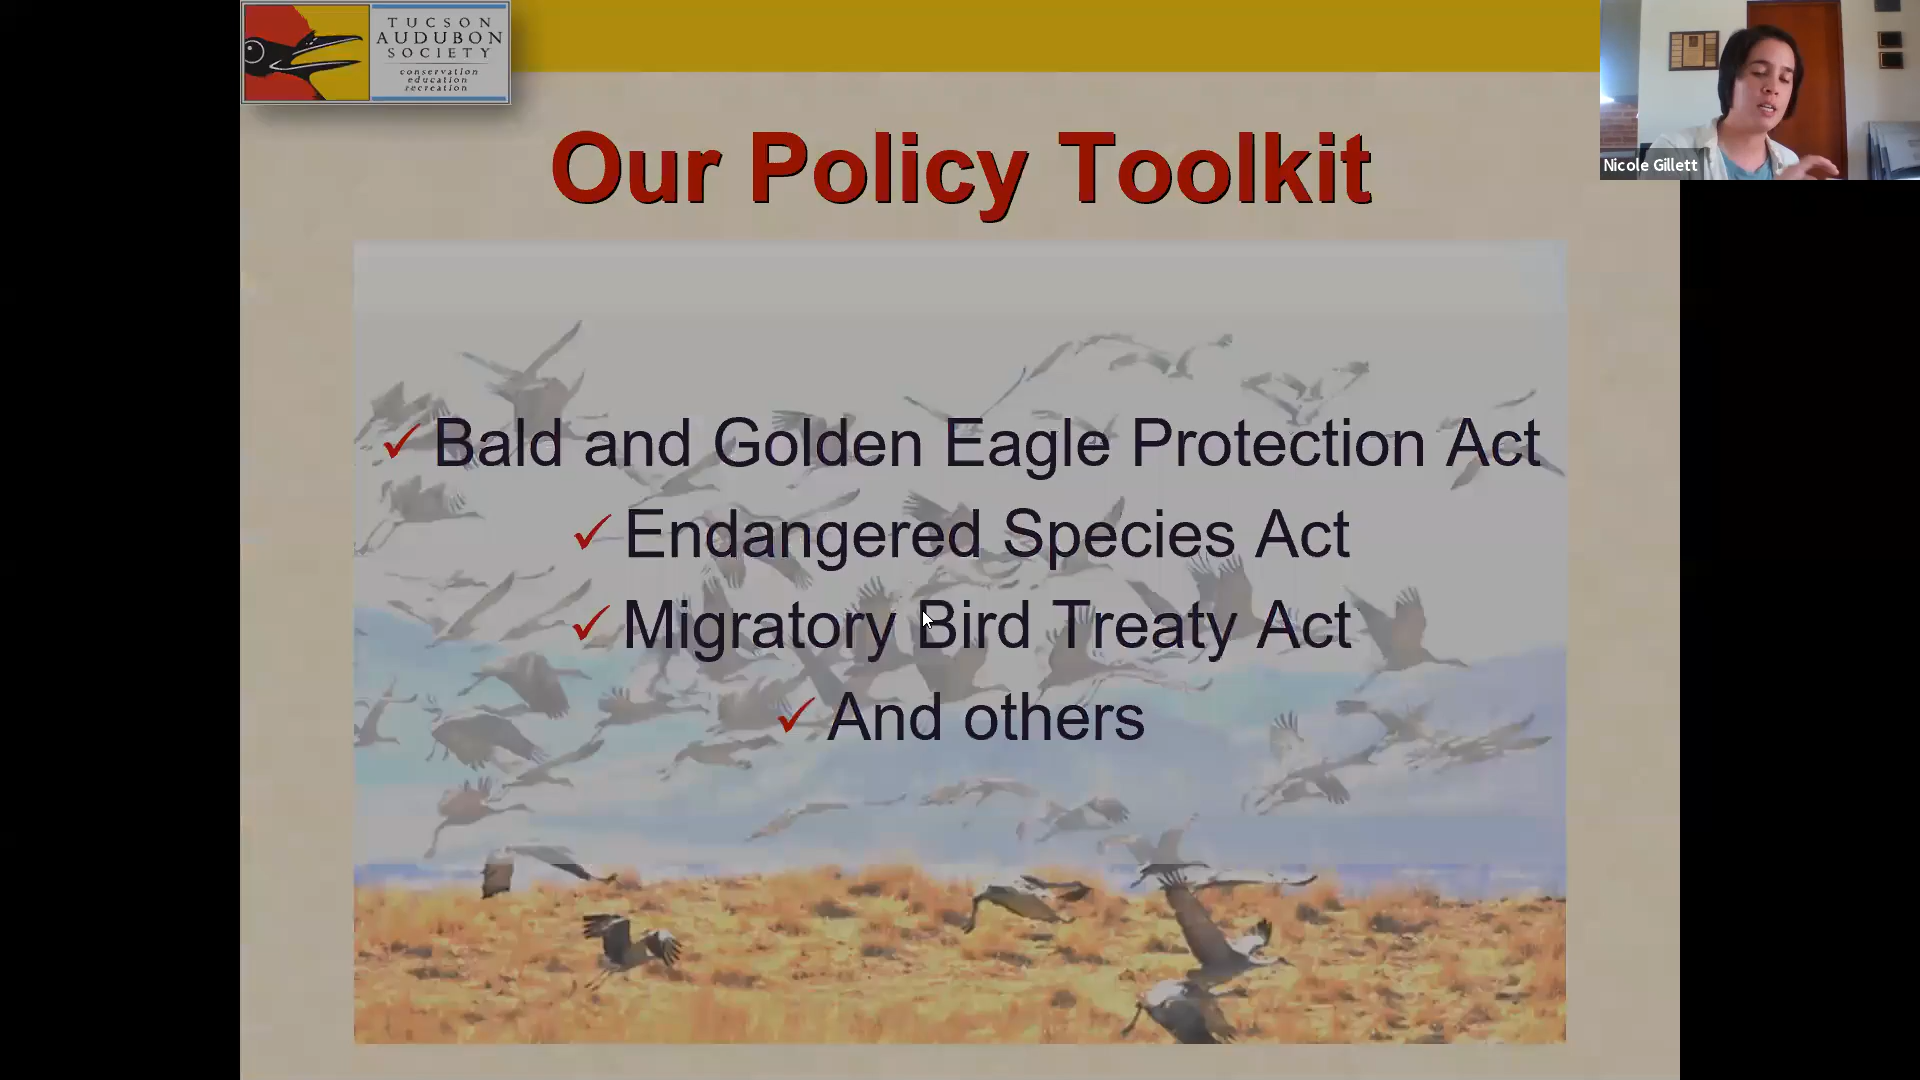 TUCSON
AUDUBON
SOCIETY
conservation
education
recreation
Nicole Gillett
Our Policy Toolkit
✓ Bald and Golden Eagle Protection Act
✓ Endangered Species Act
✓ Migratory Bird Treaty Act
✓ And others